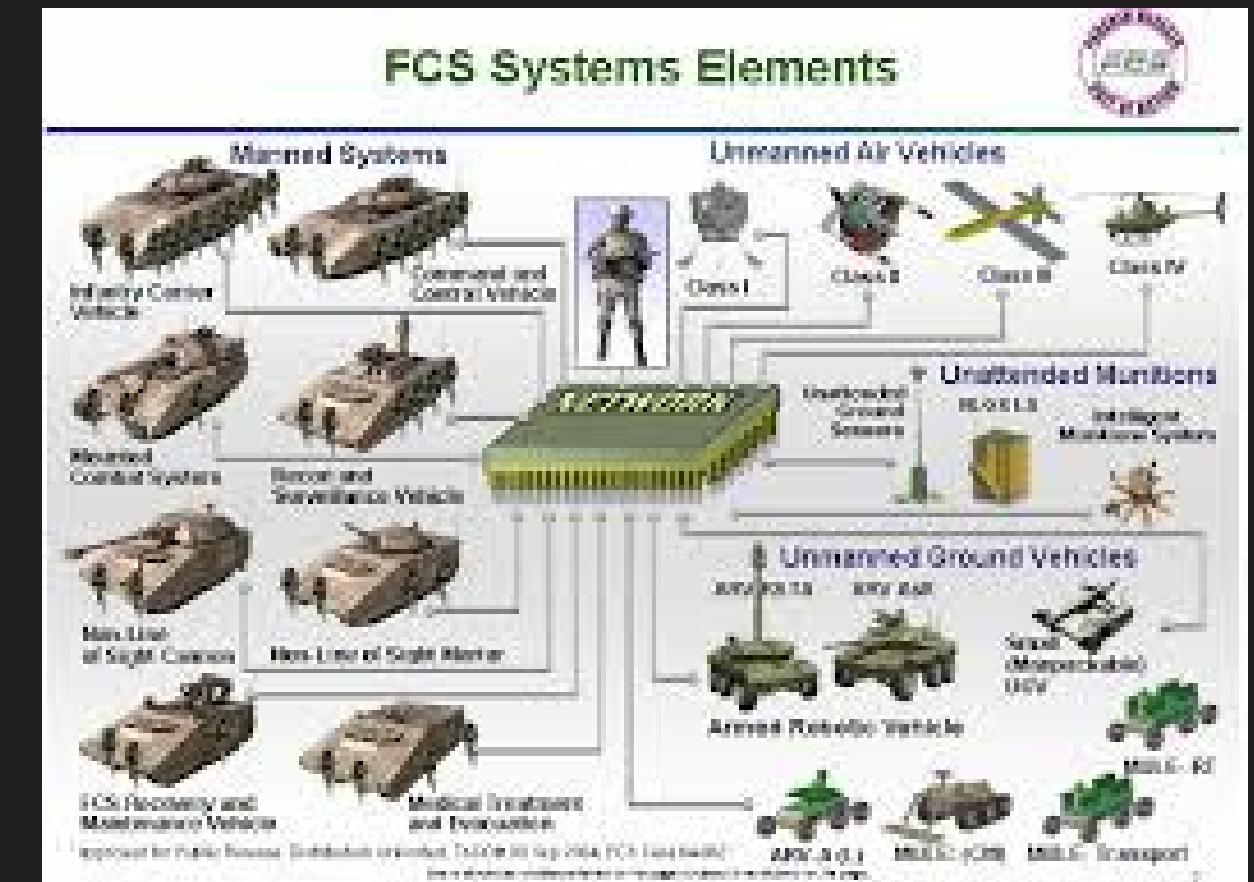 FCS Systems Elements
FCS
Manned Systems
Unmanned Air Vehicles
Infantry Carrier
Vehicle
Command and
Control Vehicle
Class I
Class II
Class III
Class IV
Mounted
Combat System
Recon and
Surveillance Vehicle
NETWORK
Unattended
Ground
Sensors
Unattended Munitions
Intelligent
Munitions System
Non Line
of Sight Cannon
Non Line of Sight Mortar
Unmanned Ground Vehicles
Small
(Manpackable)
UGV
Armed Robotic Vehicle
FCS Recovery and
Maintenance Vehicle
Medical Treatment
and Evacuation
MULE-
MULE-
MULE- Transport